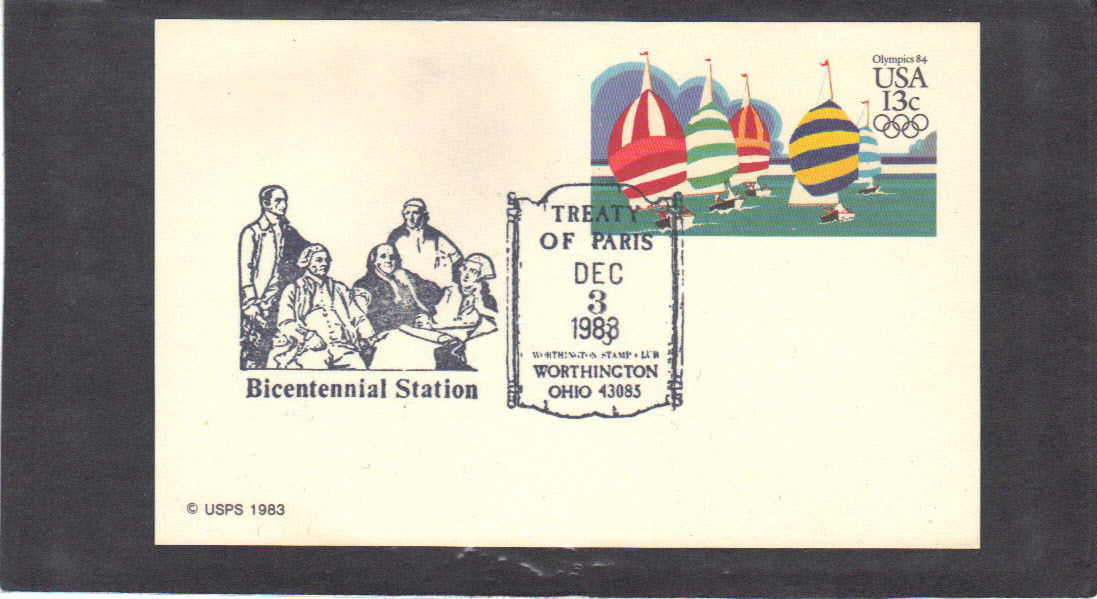 Olympics 84
USA
13c
TREATY
OF PARIS
DEC
3
1983
WORTHINGTON STAMP CLUB
WORTHINGTON
OHIO 43085
Bicentennial Station
© USPS 1983